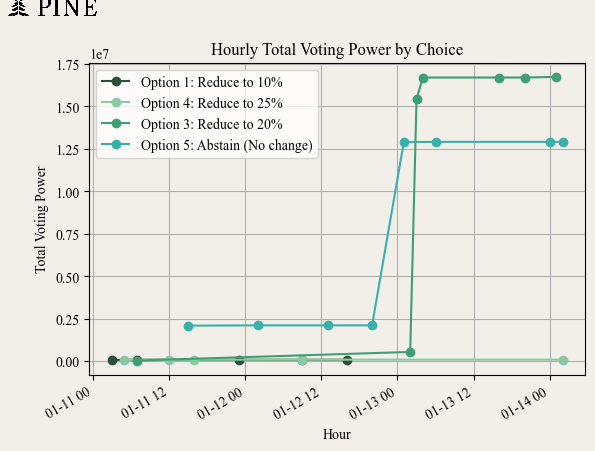 PINE
Hourly Total Voting Power by Choice
1e7
1.75
1.50
1.25
1.00
0.75
0.50
0.25
0.00
Total Voting Power
Option 1: Reduce to 10%
Option 4: Reduce to 25%
Option 3: Reduce to 20%
Option 5: Abstain (No change)
01-11 00
01-11 12
01-12 00
01-12 12
01-13 00
01-13 12
01-14 00
Hour